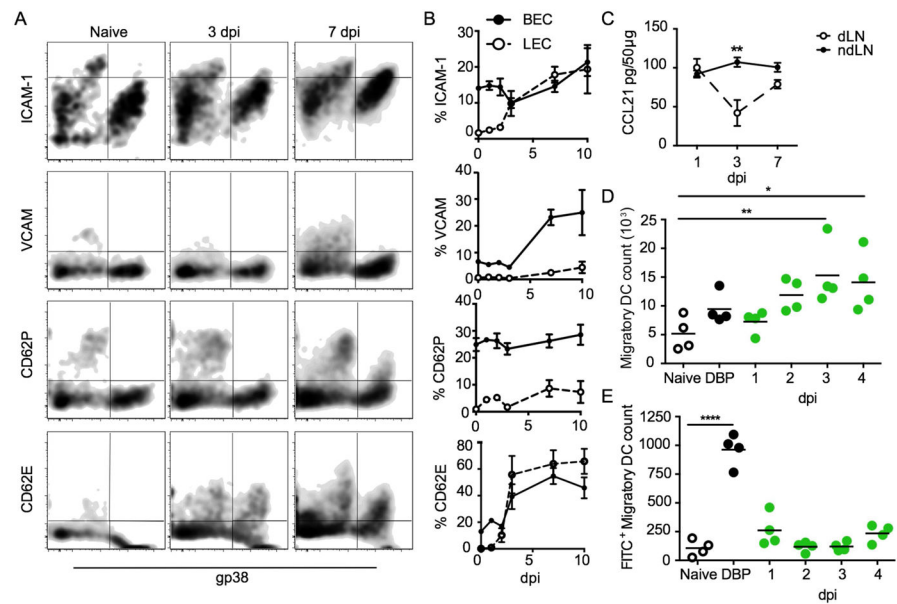 A
Naive
3 dpi
7 dpi
ICAM-1
VCAM
CD62P
CD62E
gp38
B
BEC
LEC
% ICAM-1
30
20
10
0
0
5
10
% VCAM
40
30
20
10
0
0
5
10
% CD62P
40
30
20
10
0
0
5
10
% CD62E
80
60
40
20
0
0
5
10
dpi
C
dLN
ndLN
CCL21 pg/50µg
150
100
50
0
**
1
3
7
dpi
D
*
**
Migratory DC count (10³)
25
20
15
10
5
0
Naive DBP 1 2 3 4
dpi
E
****
FITC⁺ Migratory DC count
1250
1000
750
500
250
0
Naive DBP 1 2 3 4
dpi